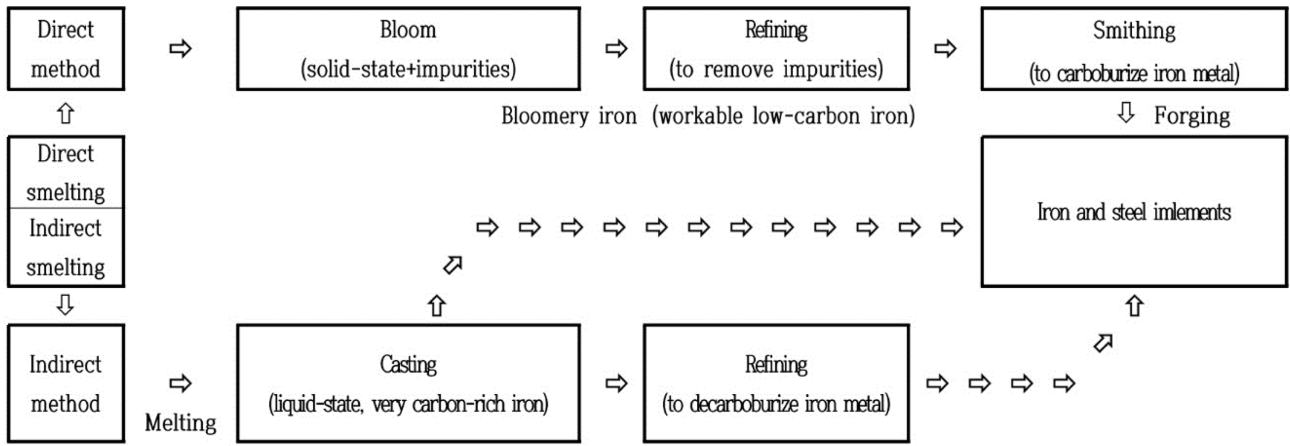 Direct
method
Bloom
(solid-state+impurities)
Refining
(to remove impurities)
Smithing
(to carboburize iron metal)
Bloomery iron (workable low-carbon iron)
Forging
Direct
smelting
Indirect
smelting
Iron and steel imlements
Indirect
method
Melting
Casting
(liquid-state, very carbon-rich iron)
Refining
(to decarboburize iron metal)